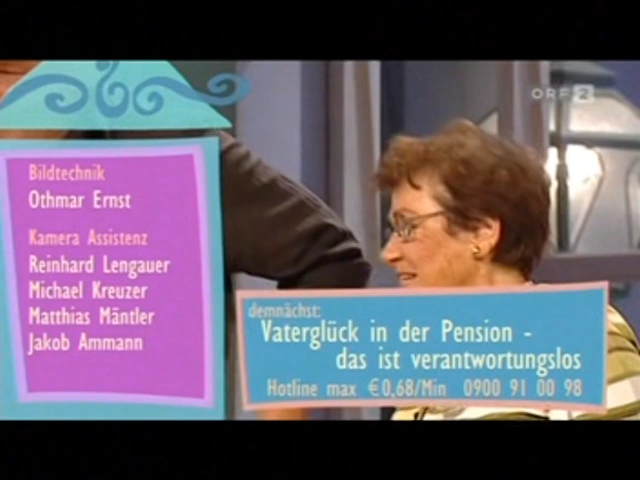 ORF 2
Bildtechnik
Othmar Ernst
Kamera Assistenz
Reinhard Lengauer
Michael Kreuzer
Matthias Mäntler
Jakob Ammann
demnächst:
Vaterglück in der Pension -
das ist verantwortungslos
Hotline max €0,68/Min 0900 91 00 98